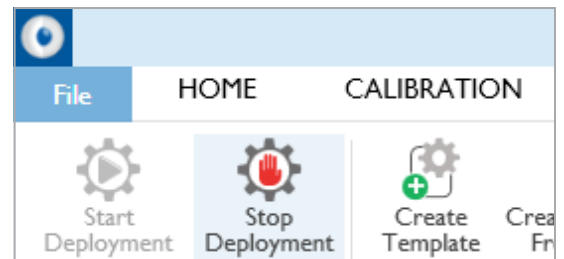 File HOME CALIBRATION
Start Stop Create
Deployment Deployment Template